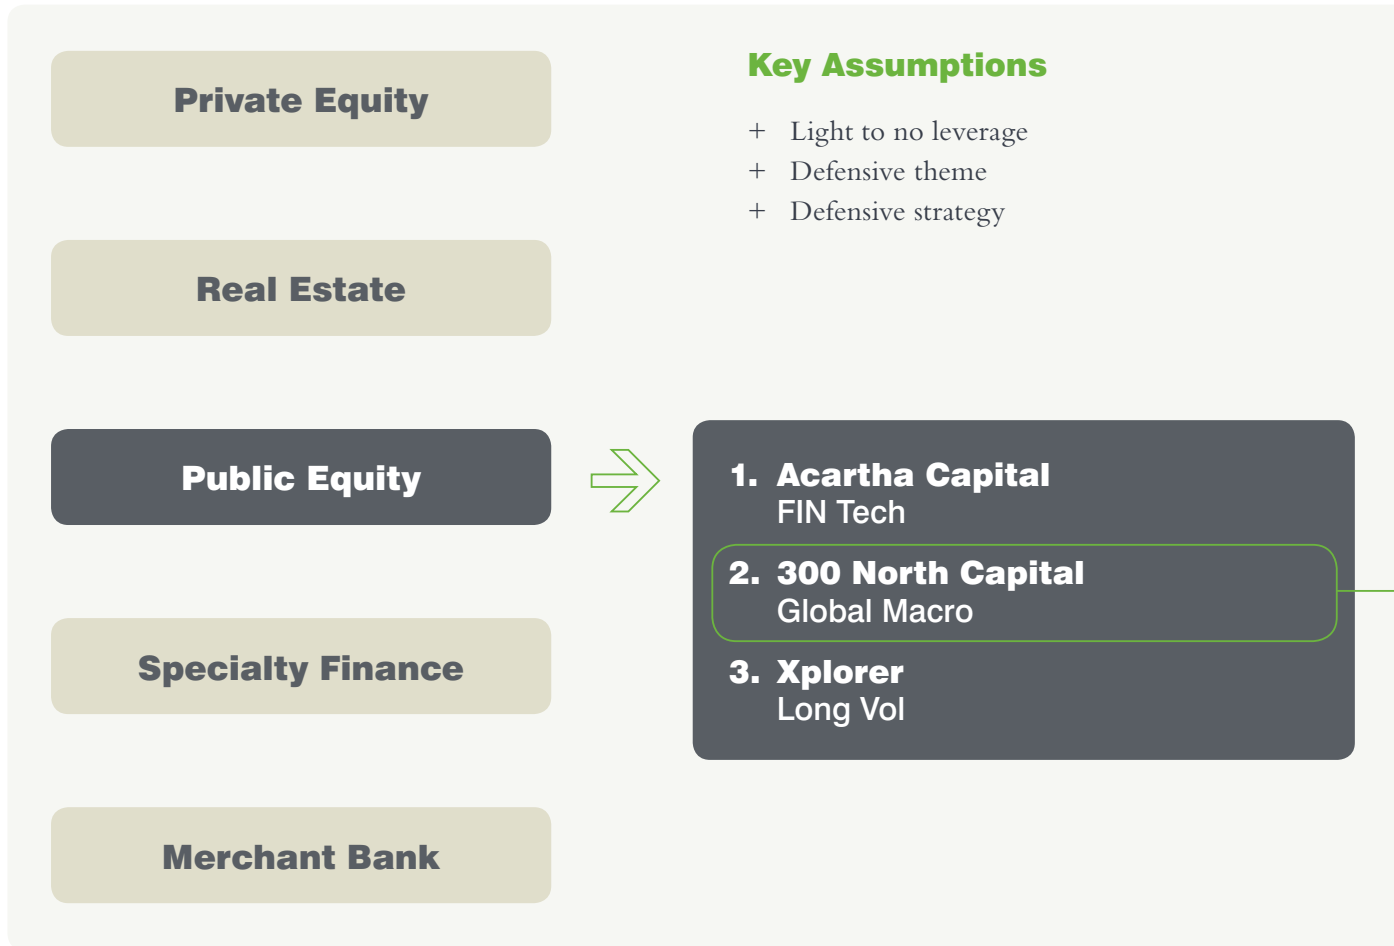 Private Equity
Real Estate
Public Equity
Specialty Finance
Merchant Bank
Key Assumptions
+ Light to no leverage
+ Defensive theme
+ Defensive strategy
1. Acartha Capital
FIN Tech
2. 300 North Capital
Global Macro
3. Xplorer
Long Vol